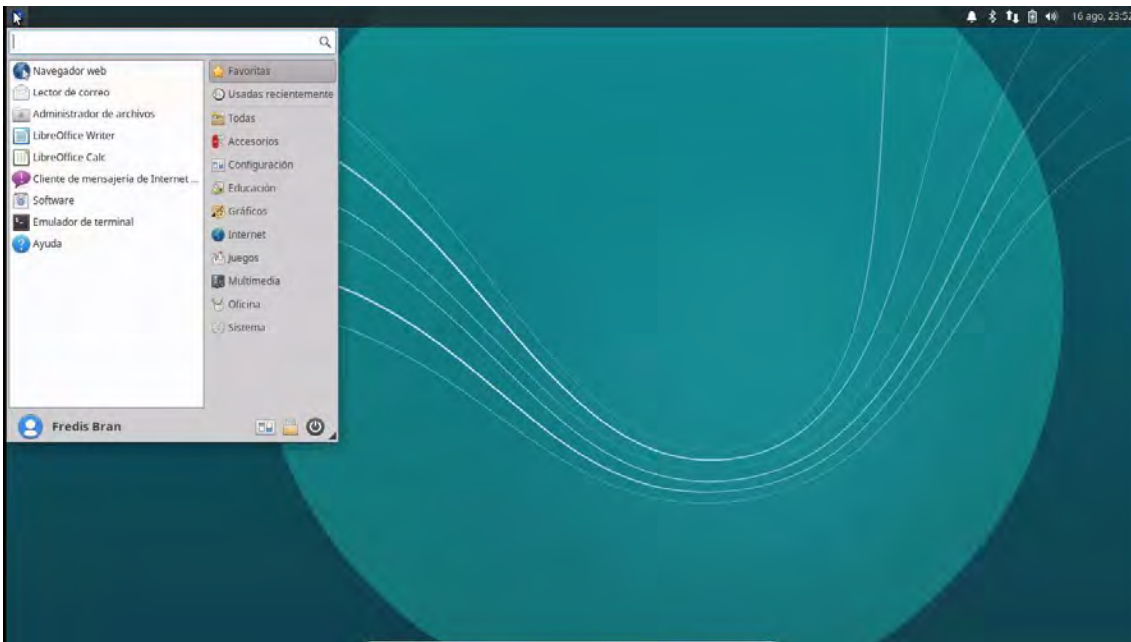 16 ago, 23:52
Navegador web
Lector de correo
Administrador de archivos
LibreOffice Writer
LibreOffice Calc
Cliente de mensajería de Internet ...
Software
Emulador de terminal
Ayuda
Favoritas
Usadas recientemente
Todas
Accesorios
Configuración
Educación
Gráficos
Internet
Juegos
Multimedia
Oficina
Sistema
Fredis Bran